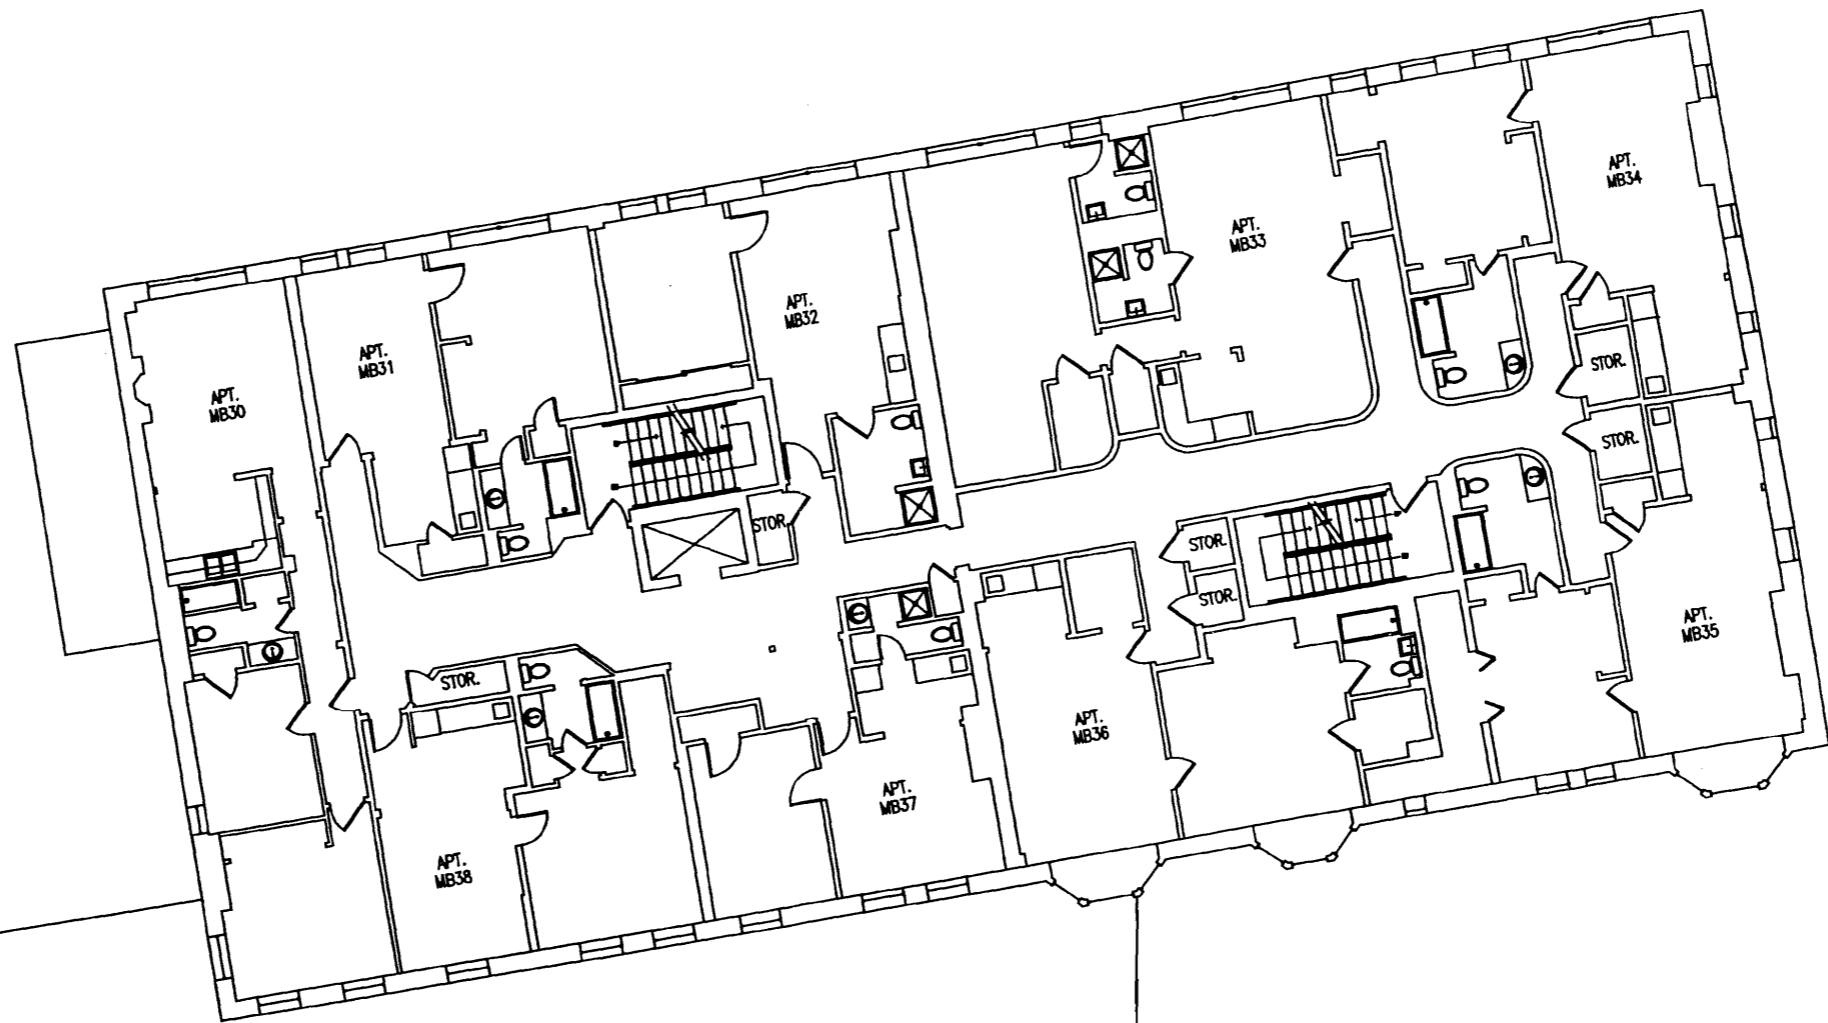 APT.
MB34
APT.
MB33
APT.
MB32
APT.
MB31
APT.
MB30
STOR.
STOR.
STOR.
STOR.
STOR.
STOR.
APT.
MB35
APT.
MB36
APT.
MB37
APT.
MB38